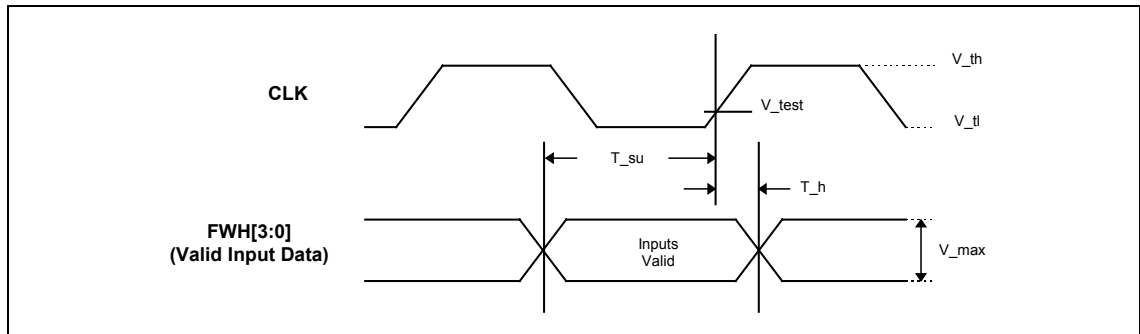 V_th
CLK
V_test
V_tl
T_su
T_h
FWH[3:0]
(Valid Input Data)
Inputs
Valid
V_max